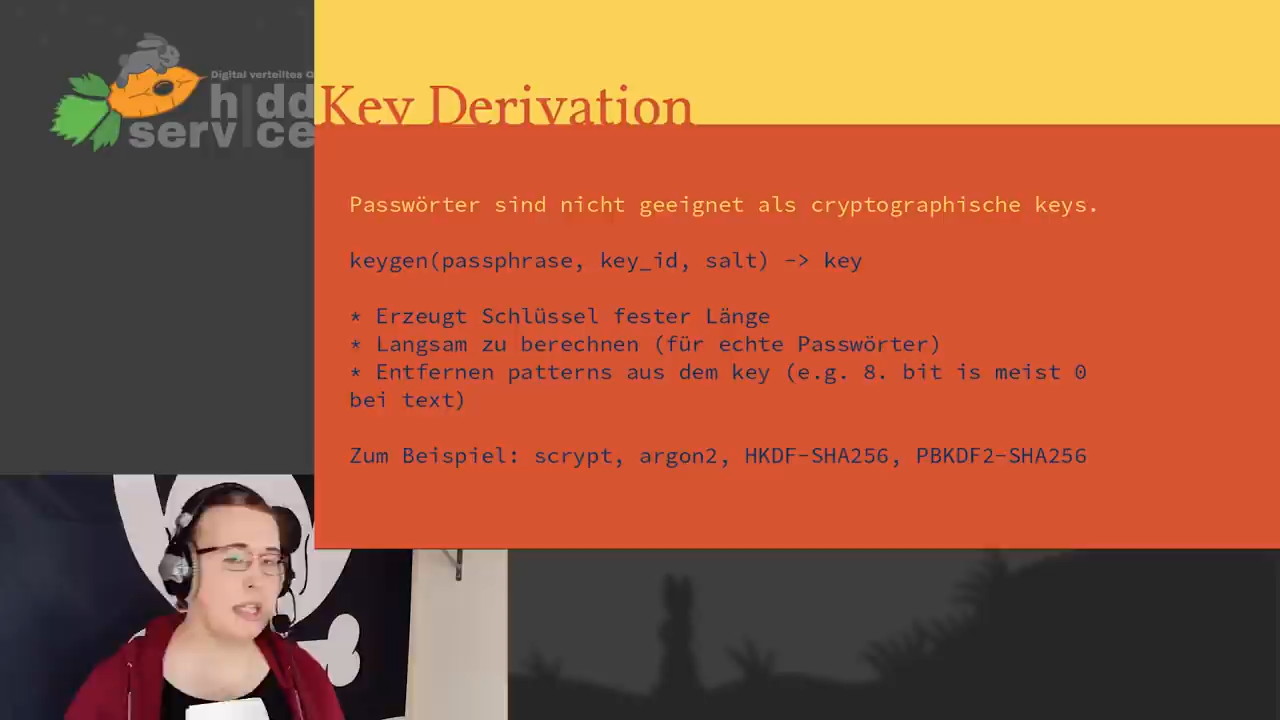 Digital verteiltes
hidd
service
Key Derivation
Passwörter sind nicht geeignet als cryptographische keys.
keygen(passphrase, key_id, salt) -> key
* Erzeugt Schlüssel fester Länge
* Langsam zu berechnen (für echte Passwörter)
* Entfernen patterns aus dem key (e.g. 8. bit is meist 0
bei text)
Zum Beispiel: scrypt, argon2, HKDF-SHA256, PBKDF2-SHA256